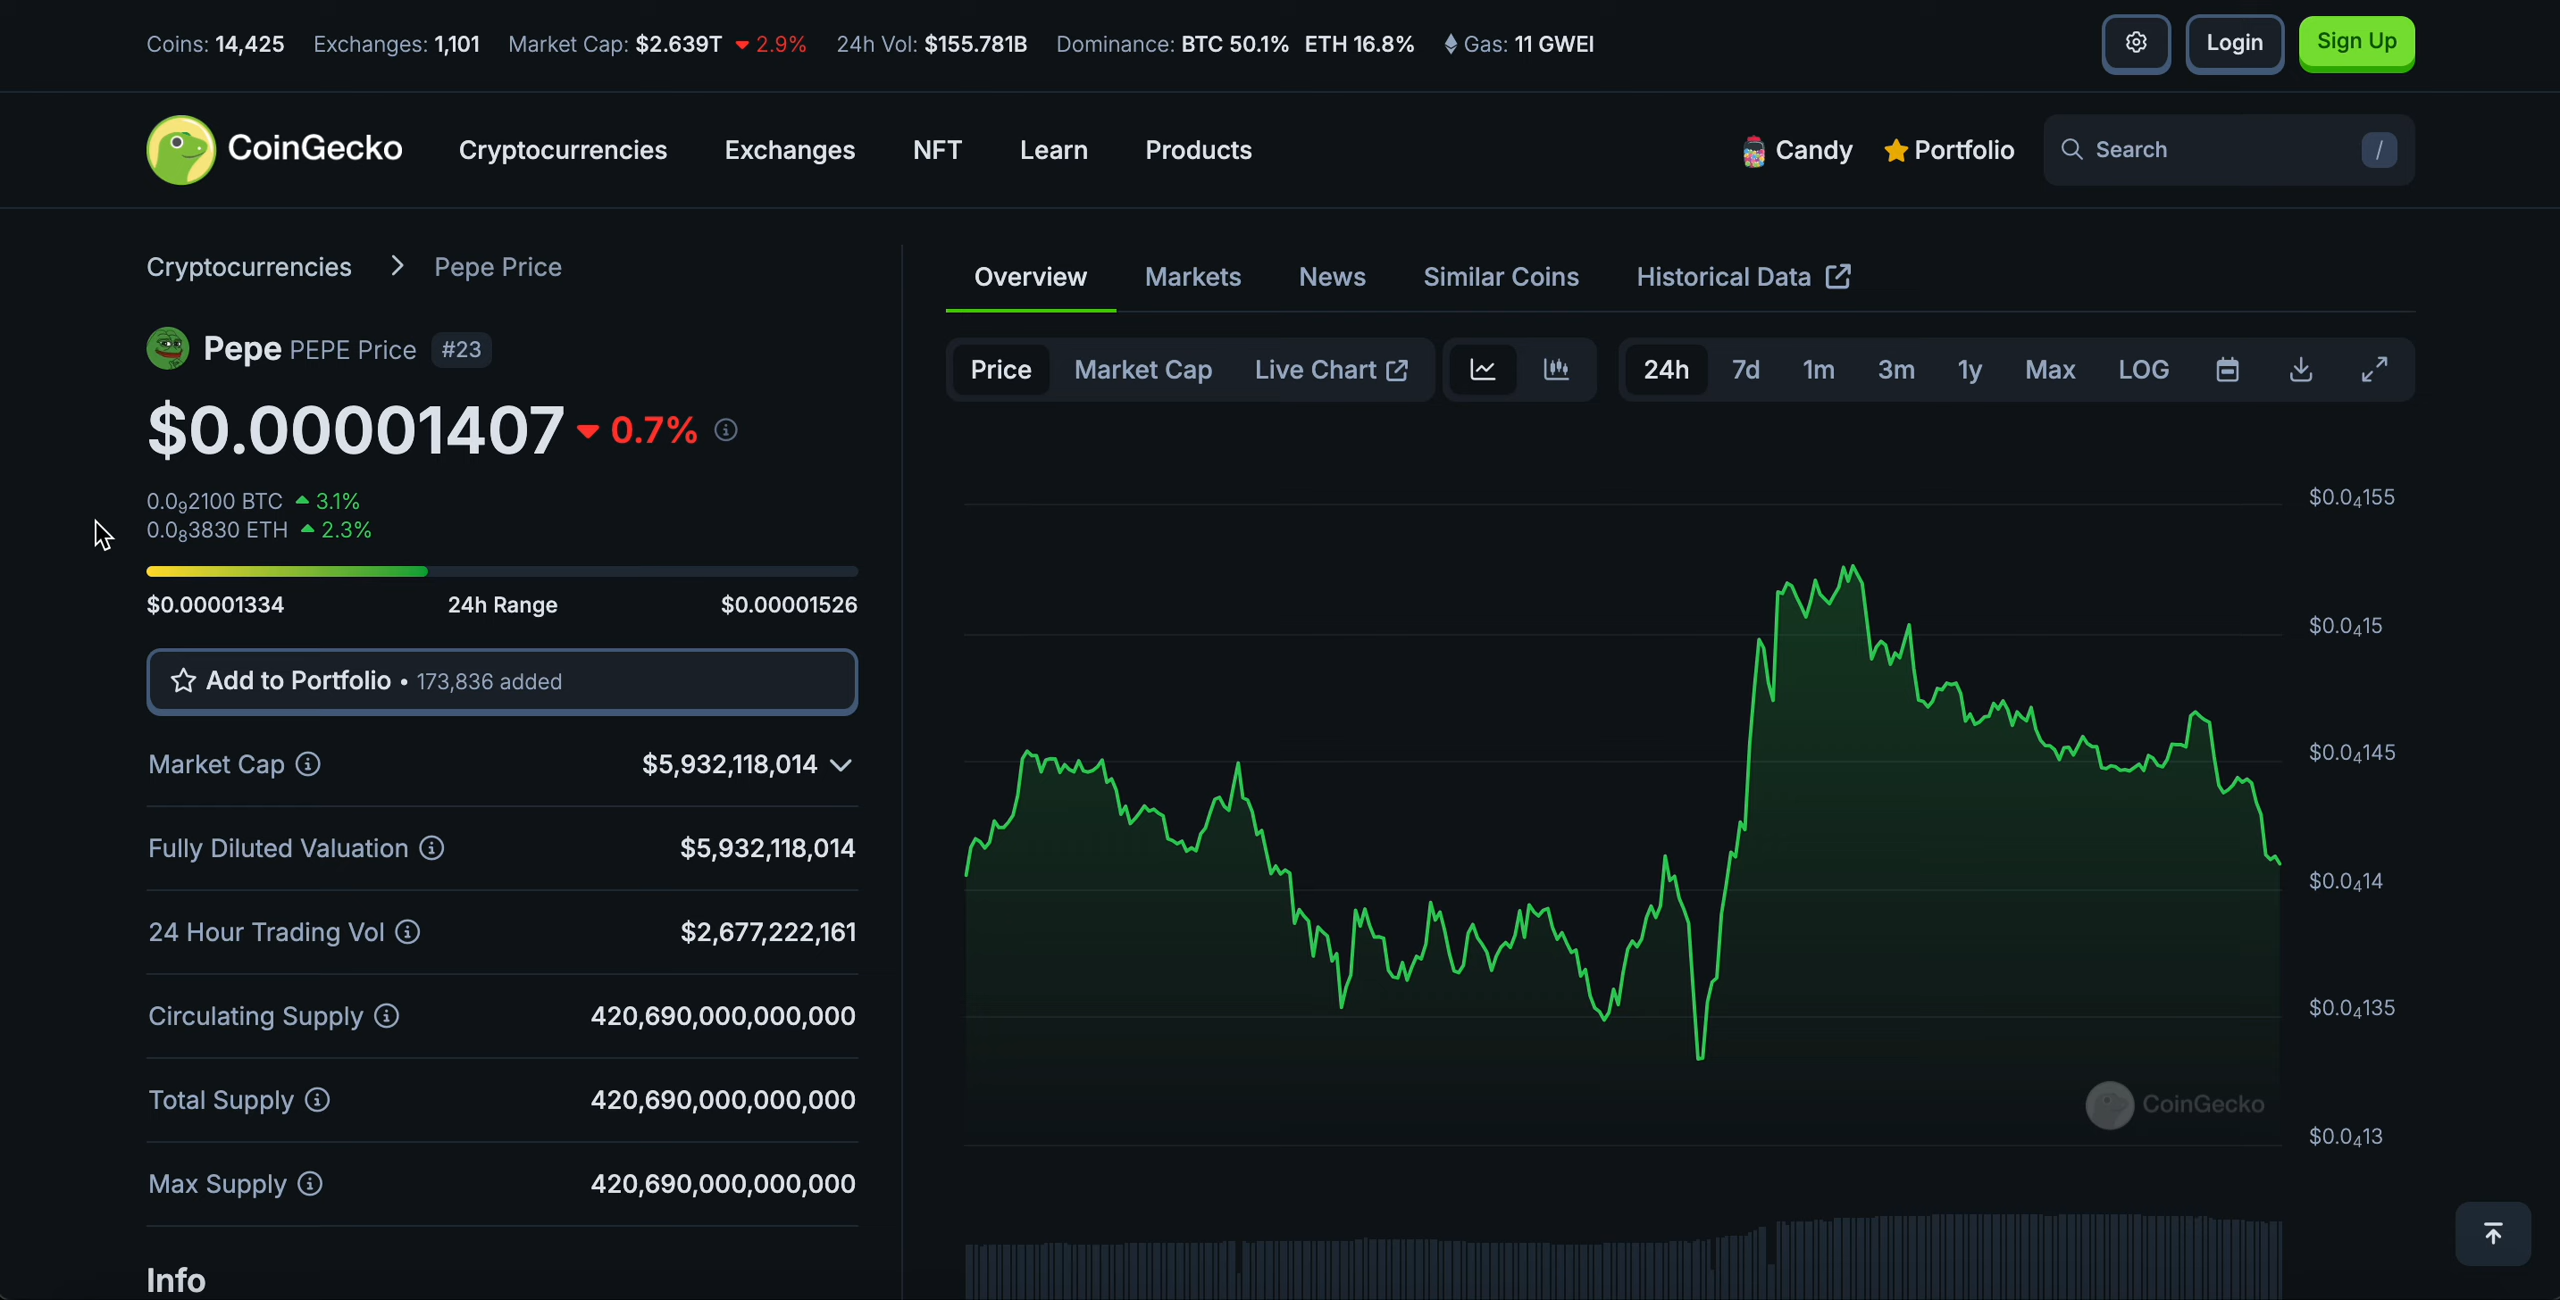 Coins: 14,425 Exchanges: 1,101 Market Cap: $2.639T 2.9% 24h Vol: $155.781B Dominance: BTC 50.1% ETH 16.8% Gas: 11 GWEI Login Sign Up
CoinGecko Cryptocurrencies Exchanges NFT Learn Products Candy Portfolio Search /
Cryptocurrencies > Pepe Price
Pepe PEPE Price #23
$0.00001407 0.7%
0.0₉2100 BTC 3.1%
0.0₈3830 ETH 2.3%
$0.00001334 24h Range $0.00001526
Add to Portfolio • 173,836 added
Market Cap $5,932,118,014
Fully Diluted Valuation $5,932,118,014
24 Hour Trading Vol $2,677,222,161
Circulating Supply 420,690,000,000,000
Total Supply 420,690,000,000,000
Max Supply 420,690,000,000,000
Info
Overview Markets News Similar Coins Historical Data
Price Market Cap Live Chart 24h 7d 1m 3m 1y Max LOG
$0.0₄155
$0.0₄15
$0.0₄145
$0.0₄14
$0.0₄135
CoinGecko
$0.0₄13